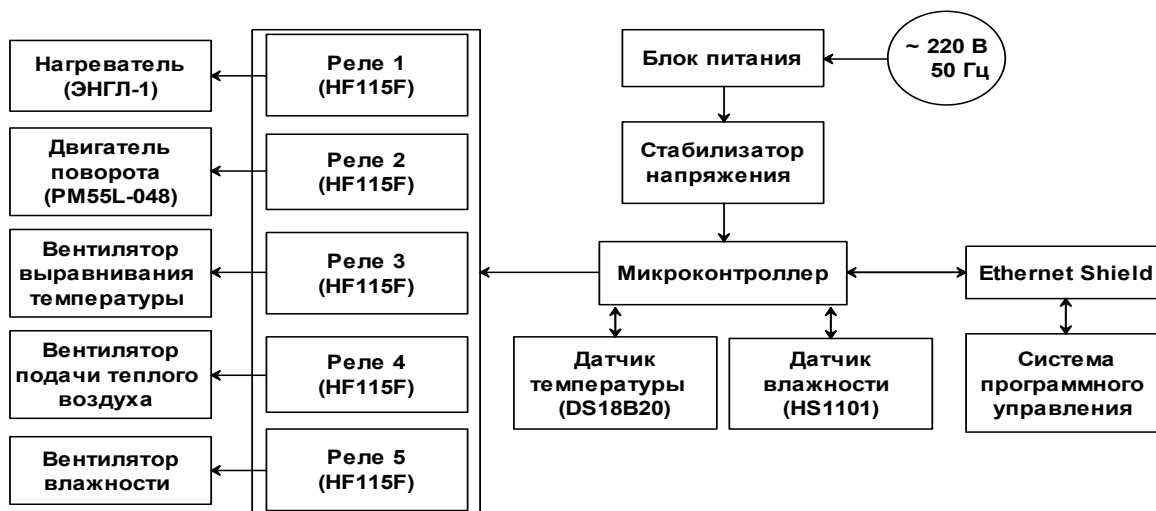 Нагреватель
(ЭНГЛ-1)
Двигатель
поворота
(PM55L-048)
Вентилятор
выравнивания
температуры
Вентилятор
подачи теплого
воздуха
Вентилятор
влажности
Реле 1
(HF115F)
Реле 2
(HF115F)
Реле 3
(HF115F)
Реле 4
(HF115F)
Реле 5
(HF115F)
Блок питания
~ 220 В
50 Гц
Стабилизатор
напряжения
Микроконтроллер
Ethernet Shield
Датчик
температуры
(DS18B20)
Датчик
влажности
(HS1101)
Система
программного
управления